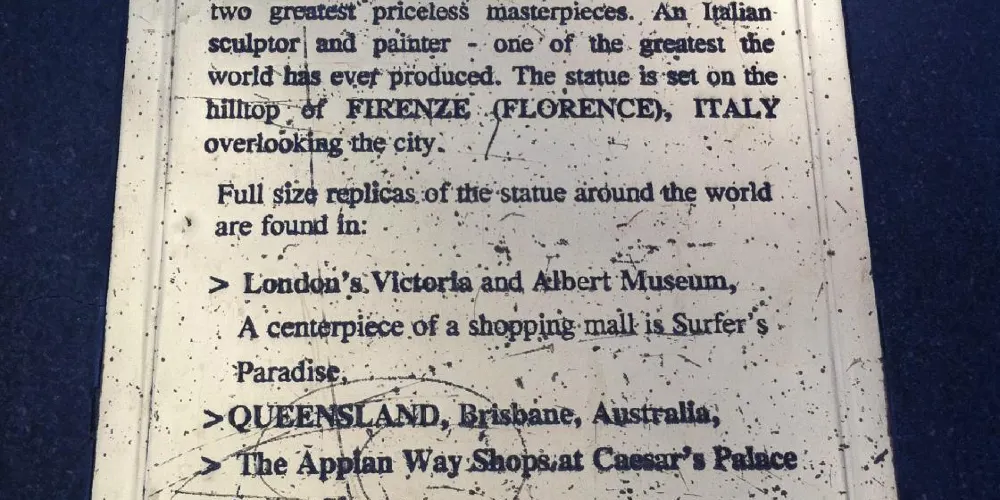 two greatest priceless masterpieces. An Italian
sculptor and painter - one of the greatest the
world has ever produced. The statue is set on the
hilltop of FIRENZE (FLORENCE), ITALY
overlooking the city.
Full size replicas of the statue around the world
are found in:
> London's Victoria and Albert Museum,
A centerpiece of a shopping mall is Surfer's
Paradise,
> QUEENSLAND, Brisbane, Australia,
> The Appian Way Shops at Caesar's Palace